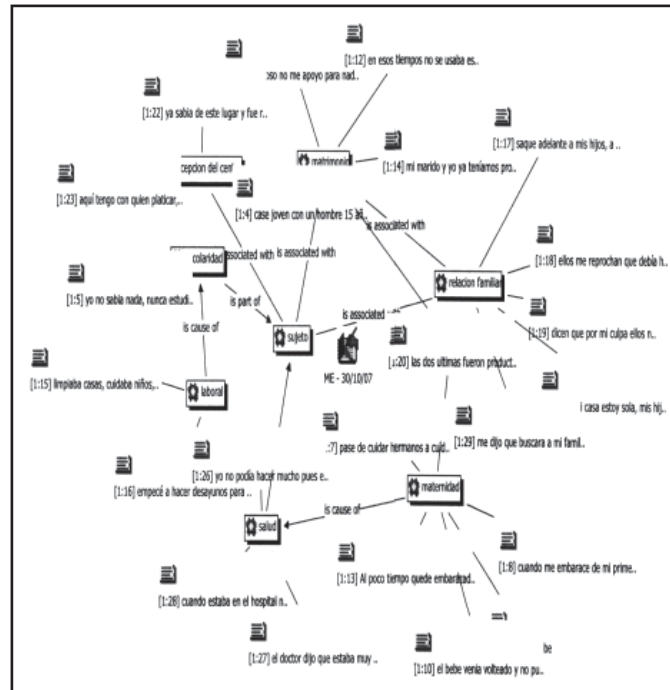 [1:12] en esos tiempos no se usaba es..
oso no me apoyo para nad..
[1:22] ya sabia de este lugar y fue r..
[1:17] saque adelante a mis hijos, a ..
matrimonio
[1:14] mi marido y yo ya teníamos pro..
cepcion del cent
[1:23] aquí tengo con quien platicar,..
[1:4] case joven con un hombre 15 añ..
is associated with
colaridad
associated with
is associated with
[1:18] ellos me reprochan que debía h..
relacion familiar
[1:5] yo no sabia nada, nunca estudi..
is part of
is associated
is cause of
sujeto
[1:19] dicen que por mi culpa ellos n..
[1:20] las dos ultimas fueron product..
ME - 30/10/07
[1:15] limpiaba casas, cuidaba niños,..
laboral
i casa estoy sola, mis hij..
:7] pase de cuidar hermanos a cuid..
[1:29] me dijo que buscara a mi famil..
[1:26] yo no podía hacer mucho pues e..
[1:16] empecé a hacer desayunos para ..
maternidad
is cause of
salud
[1:8] cuando me embarace de mi prime..
[1:13] Al poco tiempo quede embarazad..
[1:28] cuando estaba en el hospital n..
be
[1:27] el doctor dijo que estaba muy ..
[1:10] el bebe venia volteado y no pu..